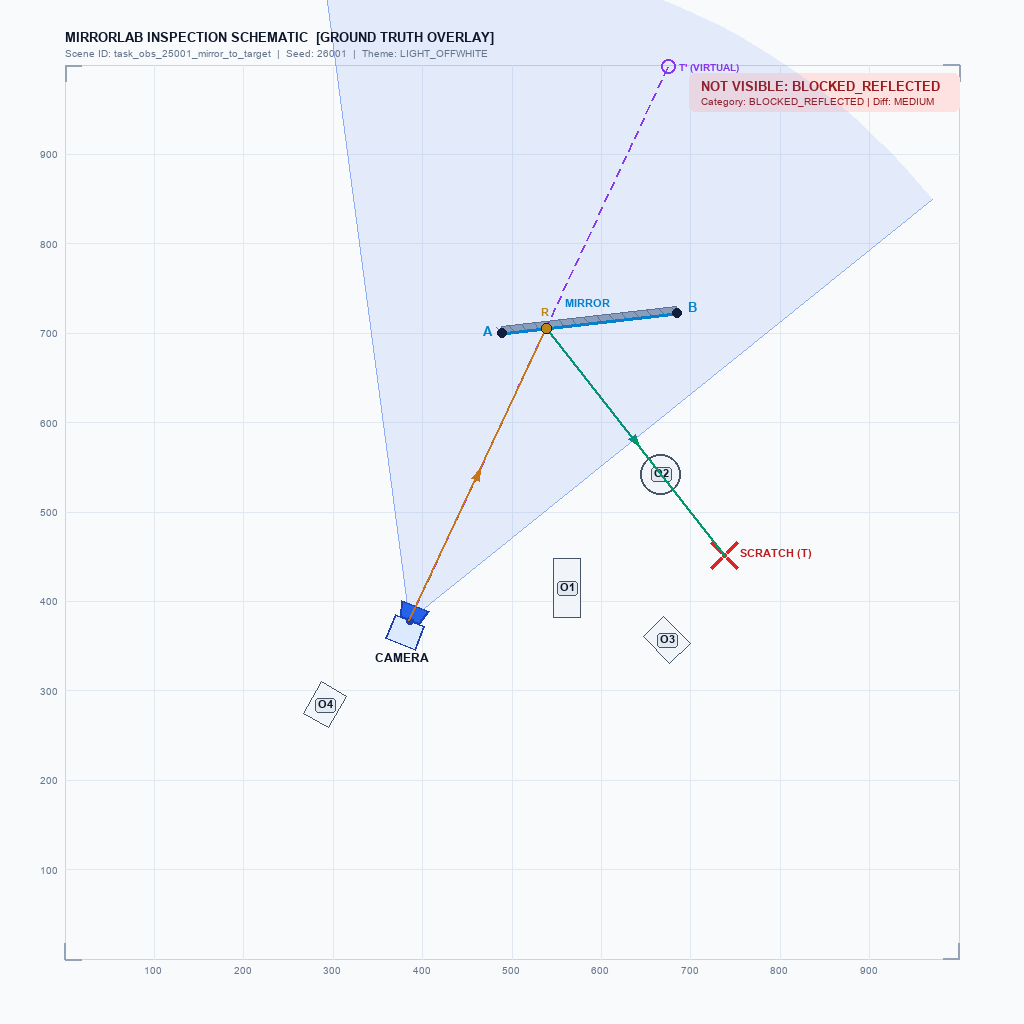 MIRRORLAB INSPECTION SCHEMATIC [GROUND TRUTH OVERLAY]
Scene ID: task_obs_25001_mirror_to_target | Seed: 26001 | Theme: LIGHT_OFFWHITE
T' (VIRTUAL)
NOT VISIBLE: BLOCKED_REFLECTED
Category: BLOCKED_REFLECTED | Diff: MEDIUM
900
800
MIRROR
B
R
A
700
600
O2
500
SCRATCH (T)
O1
400
O3
CAMERA
O4
300
200
100
100 200 300 400 500 600 700 800 900